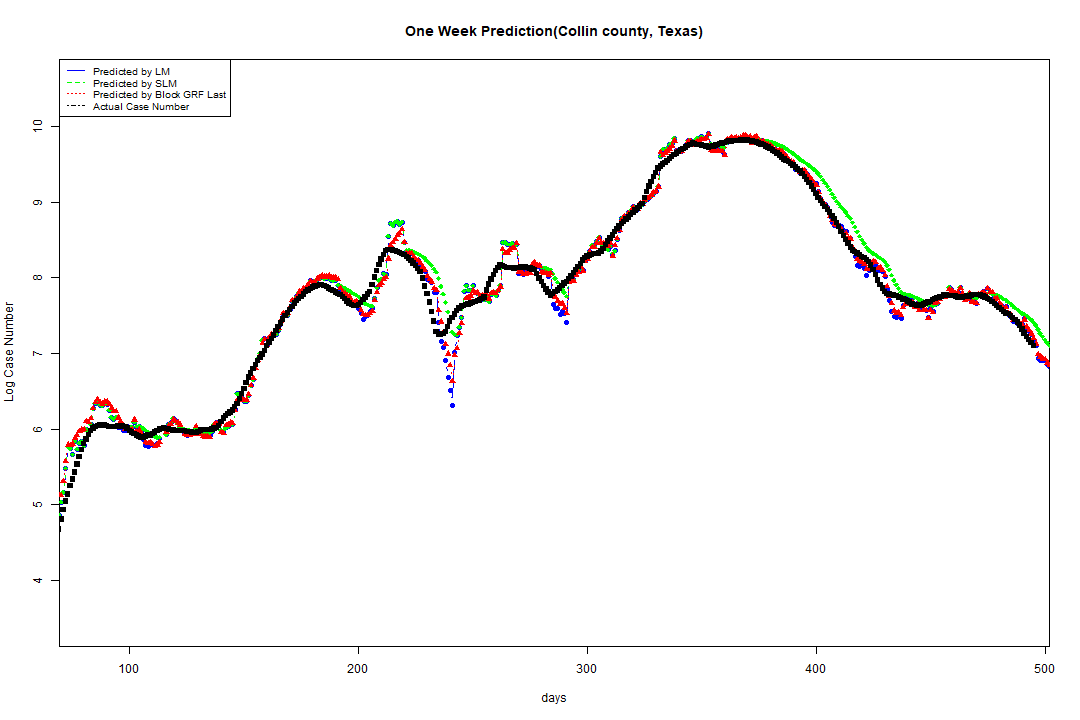 One Week Prediction(Collin county, Texas)
Predicted by LM
Predicted by SLM
Predicted by Block GRF Last
Actual Case Number
Log Case Number
10
9
8
7
6
5
4
100 200 300 400 500
days